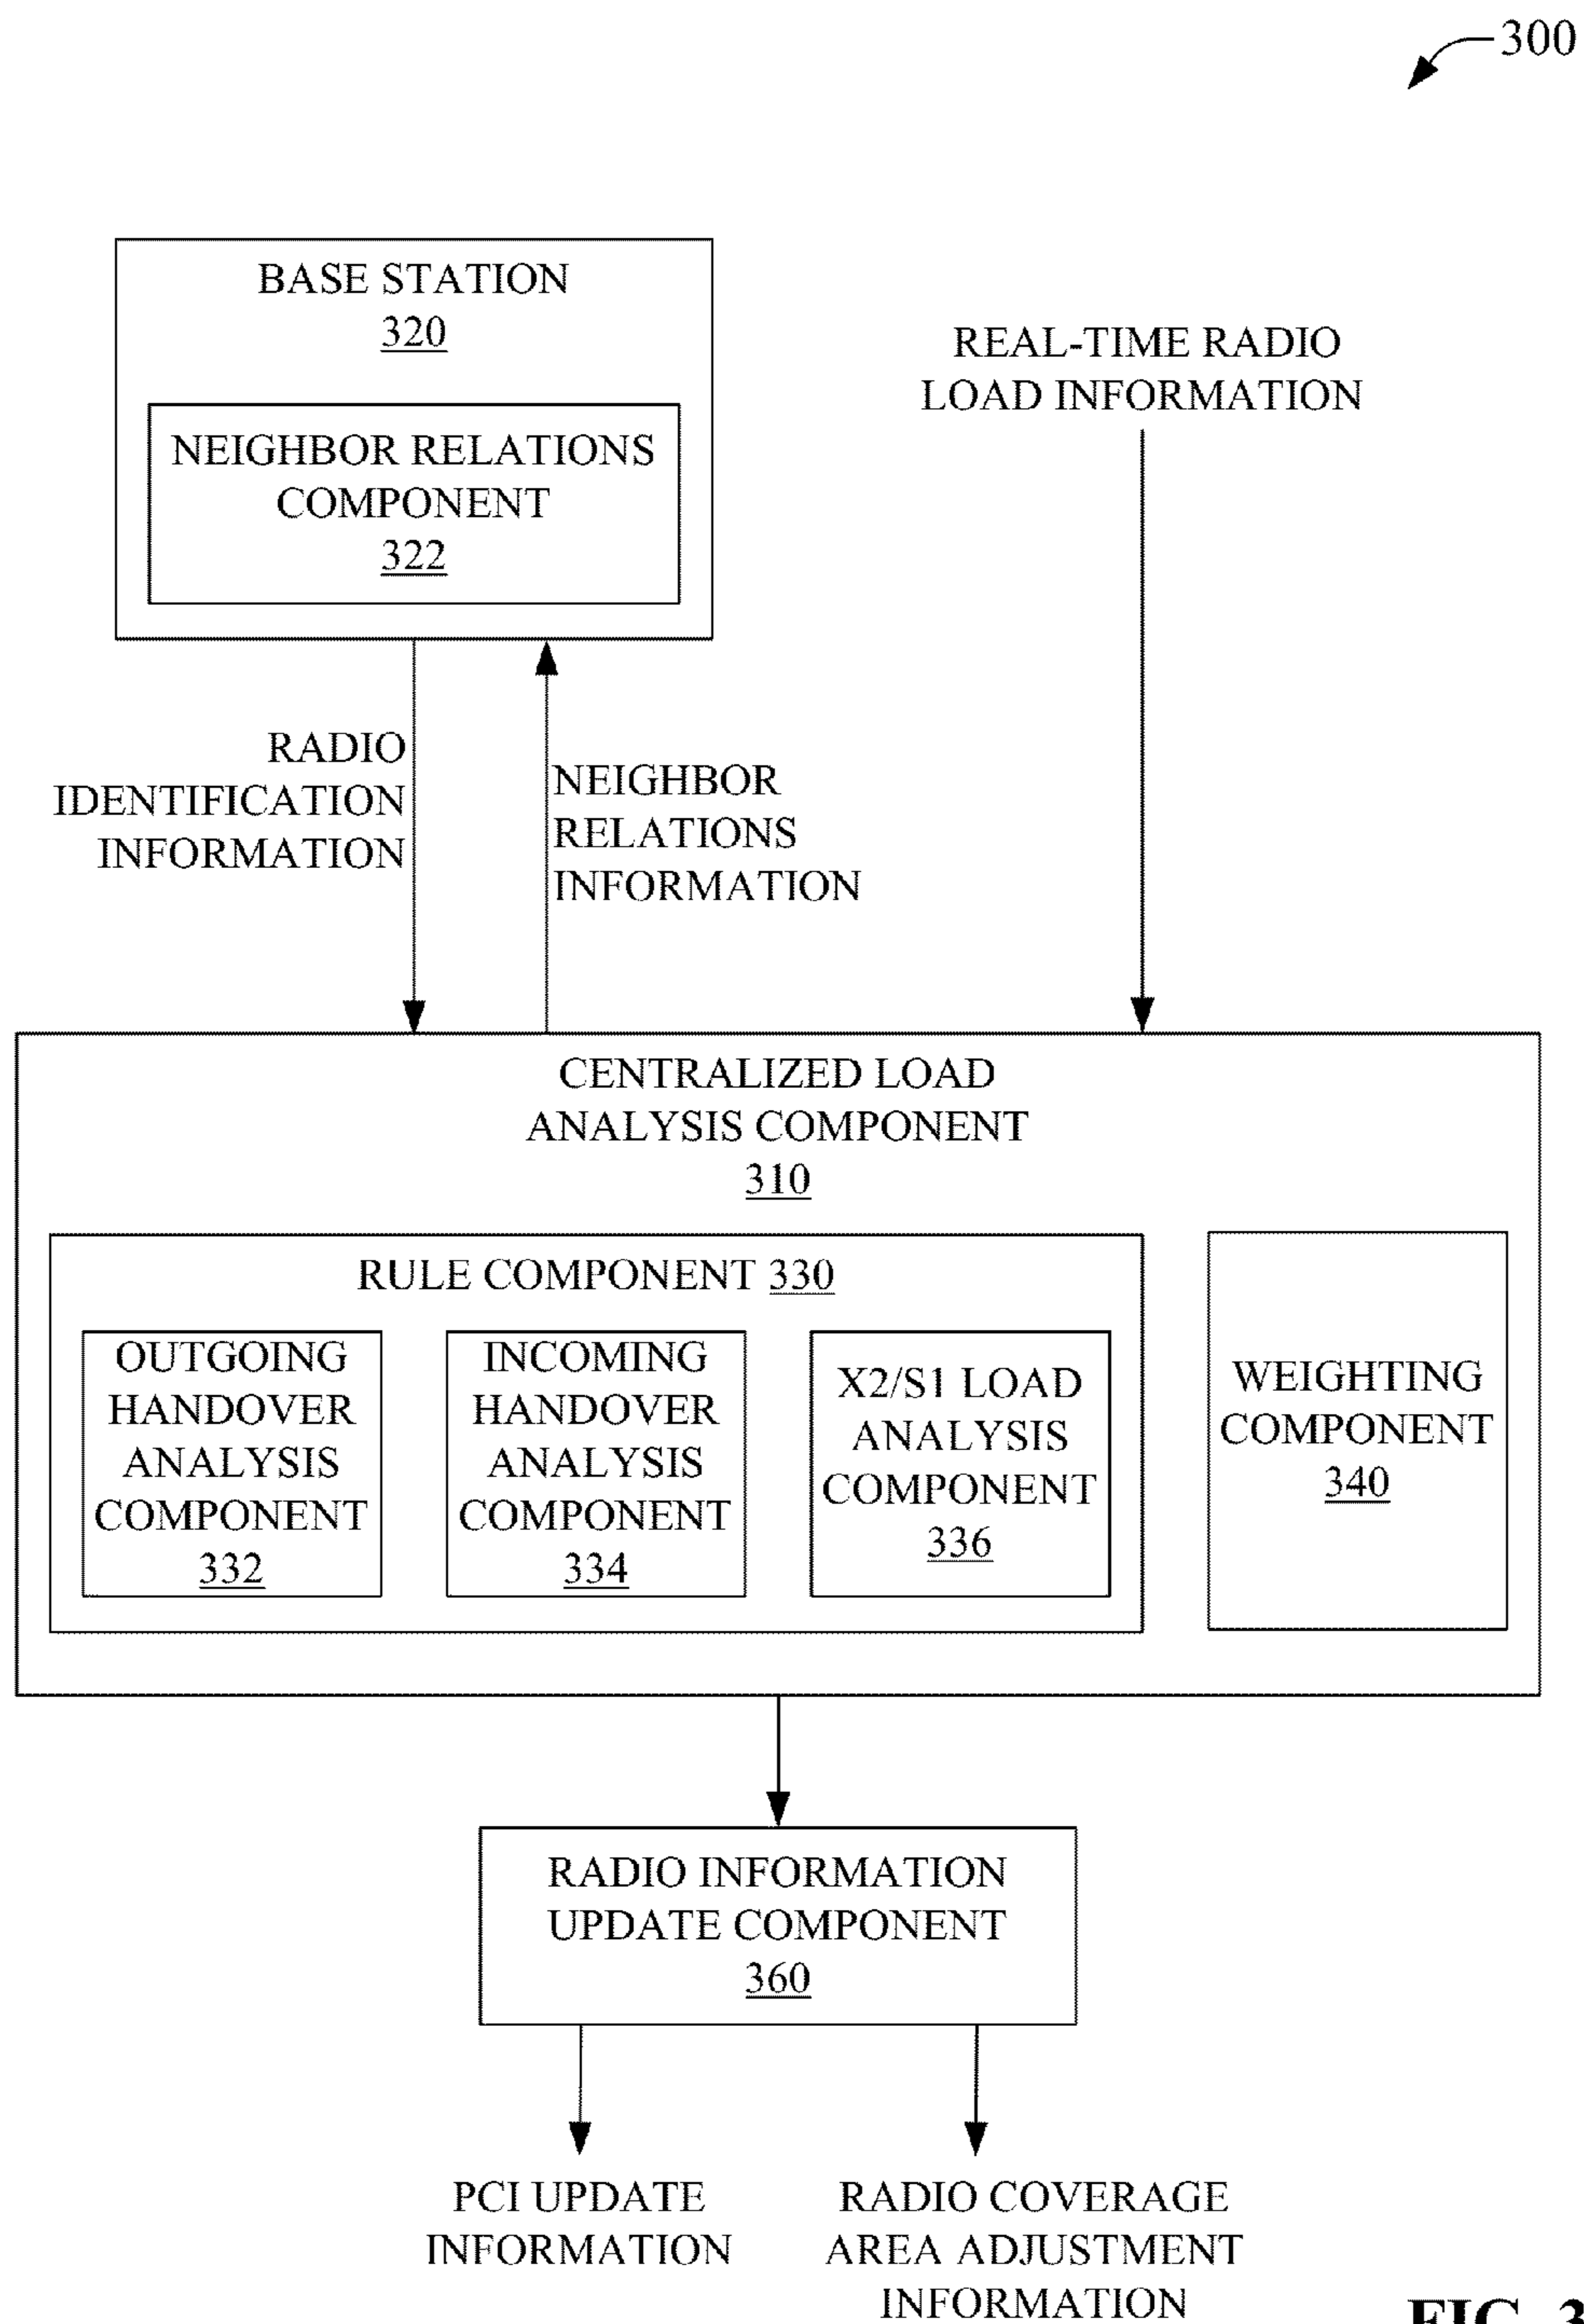 300
BASE STATION
320
NEIGHBOR RELATIONS
COMPONENT
322
REAL-TIME RADIO
LOAD INFORMATION
RADIO
IDENTIFICATION
INFORMATION
NEIGHBOR
RELATIONS
INFORMATION
CENTRALIZED LOAD
ANALYSIS COMPONENT
310
RULE COMPONENT 330
OUTGOING
HANDOVER
ANALYSIS
COMPONENT
332
INCOMING
HANDOVER
ANALYSIS
COMPONENT
334
X2/S1 LOAD
ANALYSIS
COMPONENT
336
WEIGHTING
COMPONENT
340
RADIO INFORMATION
UPDATE COMPONENT
360
PCI UPDATE
INFORMATION
RADIO COVERAGE
AREA ADJUSTMENT
INFORMATION
FIG. 3